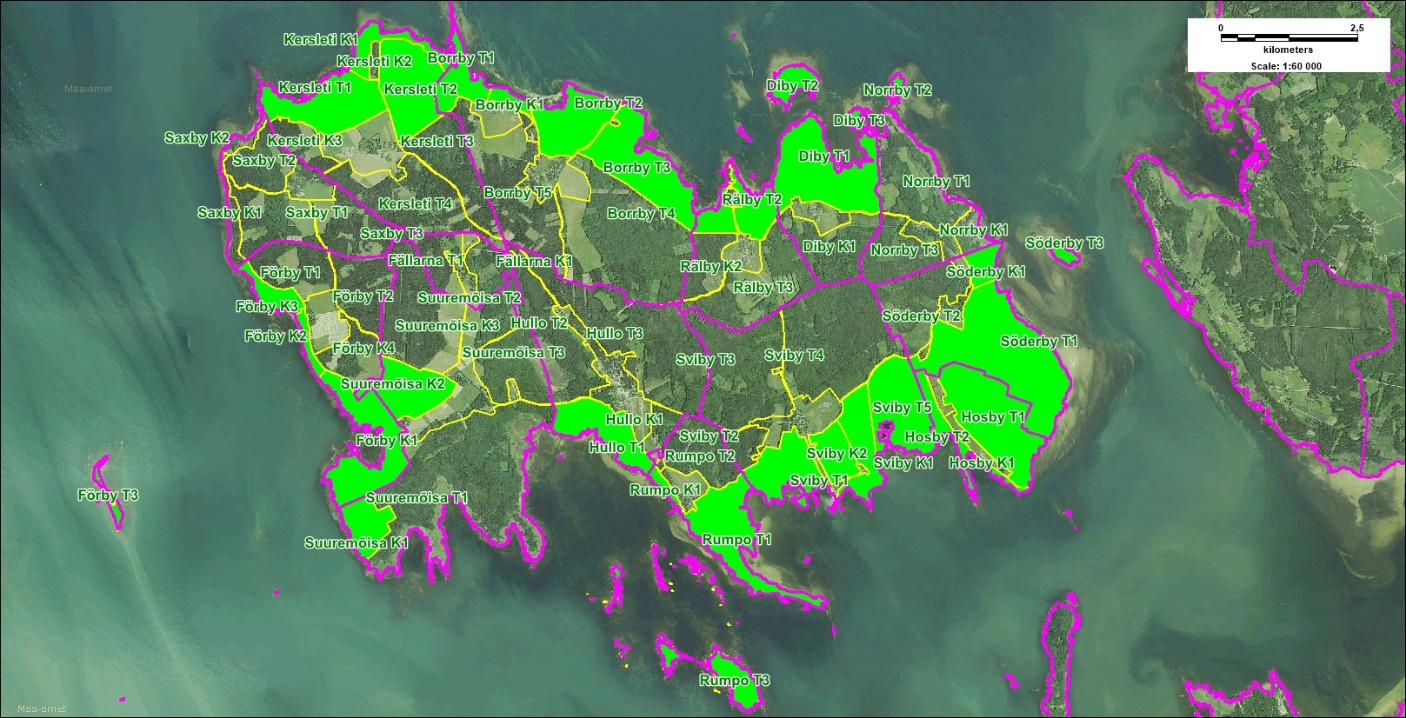 0 2,5
kilometers
Scale: 1:60 000
Maa-amet
Kersleti K1
Kersleti K2
Borrby T1
Kersleti T1
Kersleti T2
Borrby K1
Borrby T2
Diby T2
Norrby T2
Diby T3
Saxby K2
Kersleti K3
Kersleti T3
Saxby T2
Borrby T3
Diby T1
Norrby T1
Borrby T5
Rälby T2
Saxby K1
Saxby T1
Kersleti T4
Borrby T4
Saxby T3
Norrby K1
Diby K1
Norrby T3
Söderby T3
Förby T1
Fällarna T1
Fällarna K1
Rälby K2
Söderby K1
Rälby T3
Förby K3
Förby T2
Suuremõisa T2
Förby K2
Suuremõisa K3
Hullo T2
Hullo T3
Söderby T2
Söderby T1
Förby K4
Suuremõisa T3
Sviby T3
Sviby T4
Suuremõisa K2
Sviby T5
Hosby T1
Förby K1
Hullo K1
Sviby T2
Hosby T2
Hullo T1
Rumpo T2
Sviby K2
Sviby K1
Hosby K1
Förby T3
Suuremõisa T1
Rumpo K1
Sviby T1
Suuremõisa K1
Rumpo T1
Rumpo T3
Maa-amet